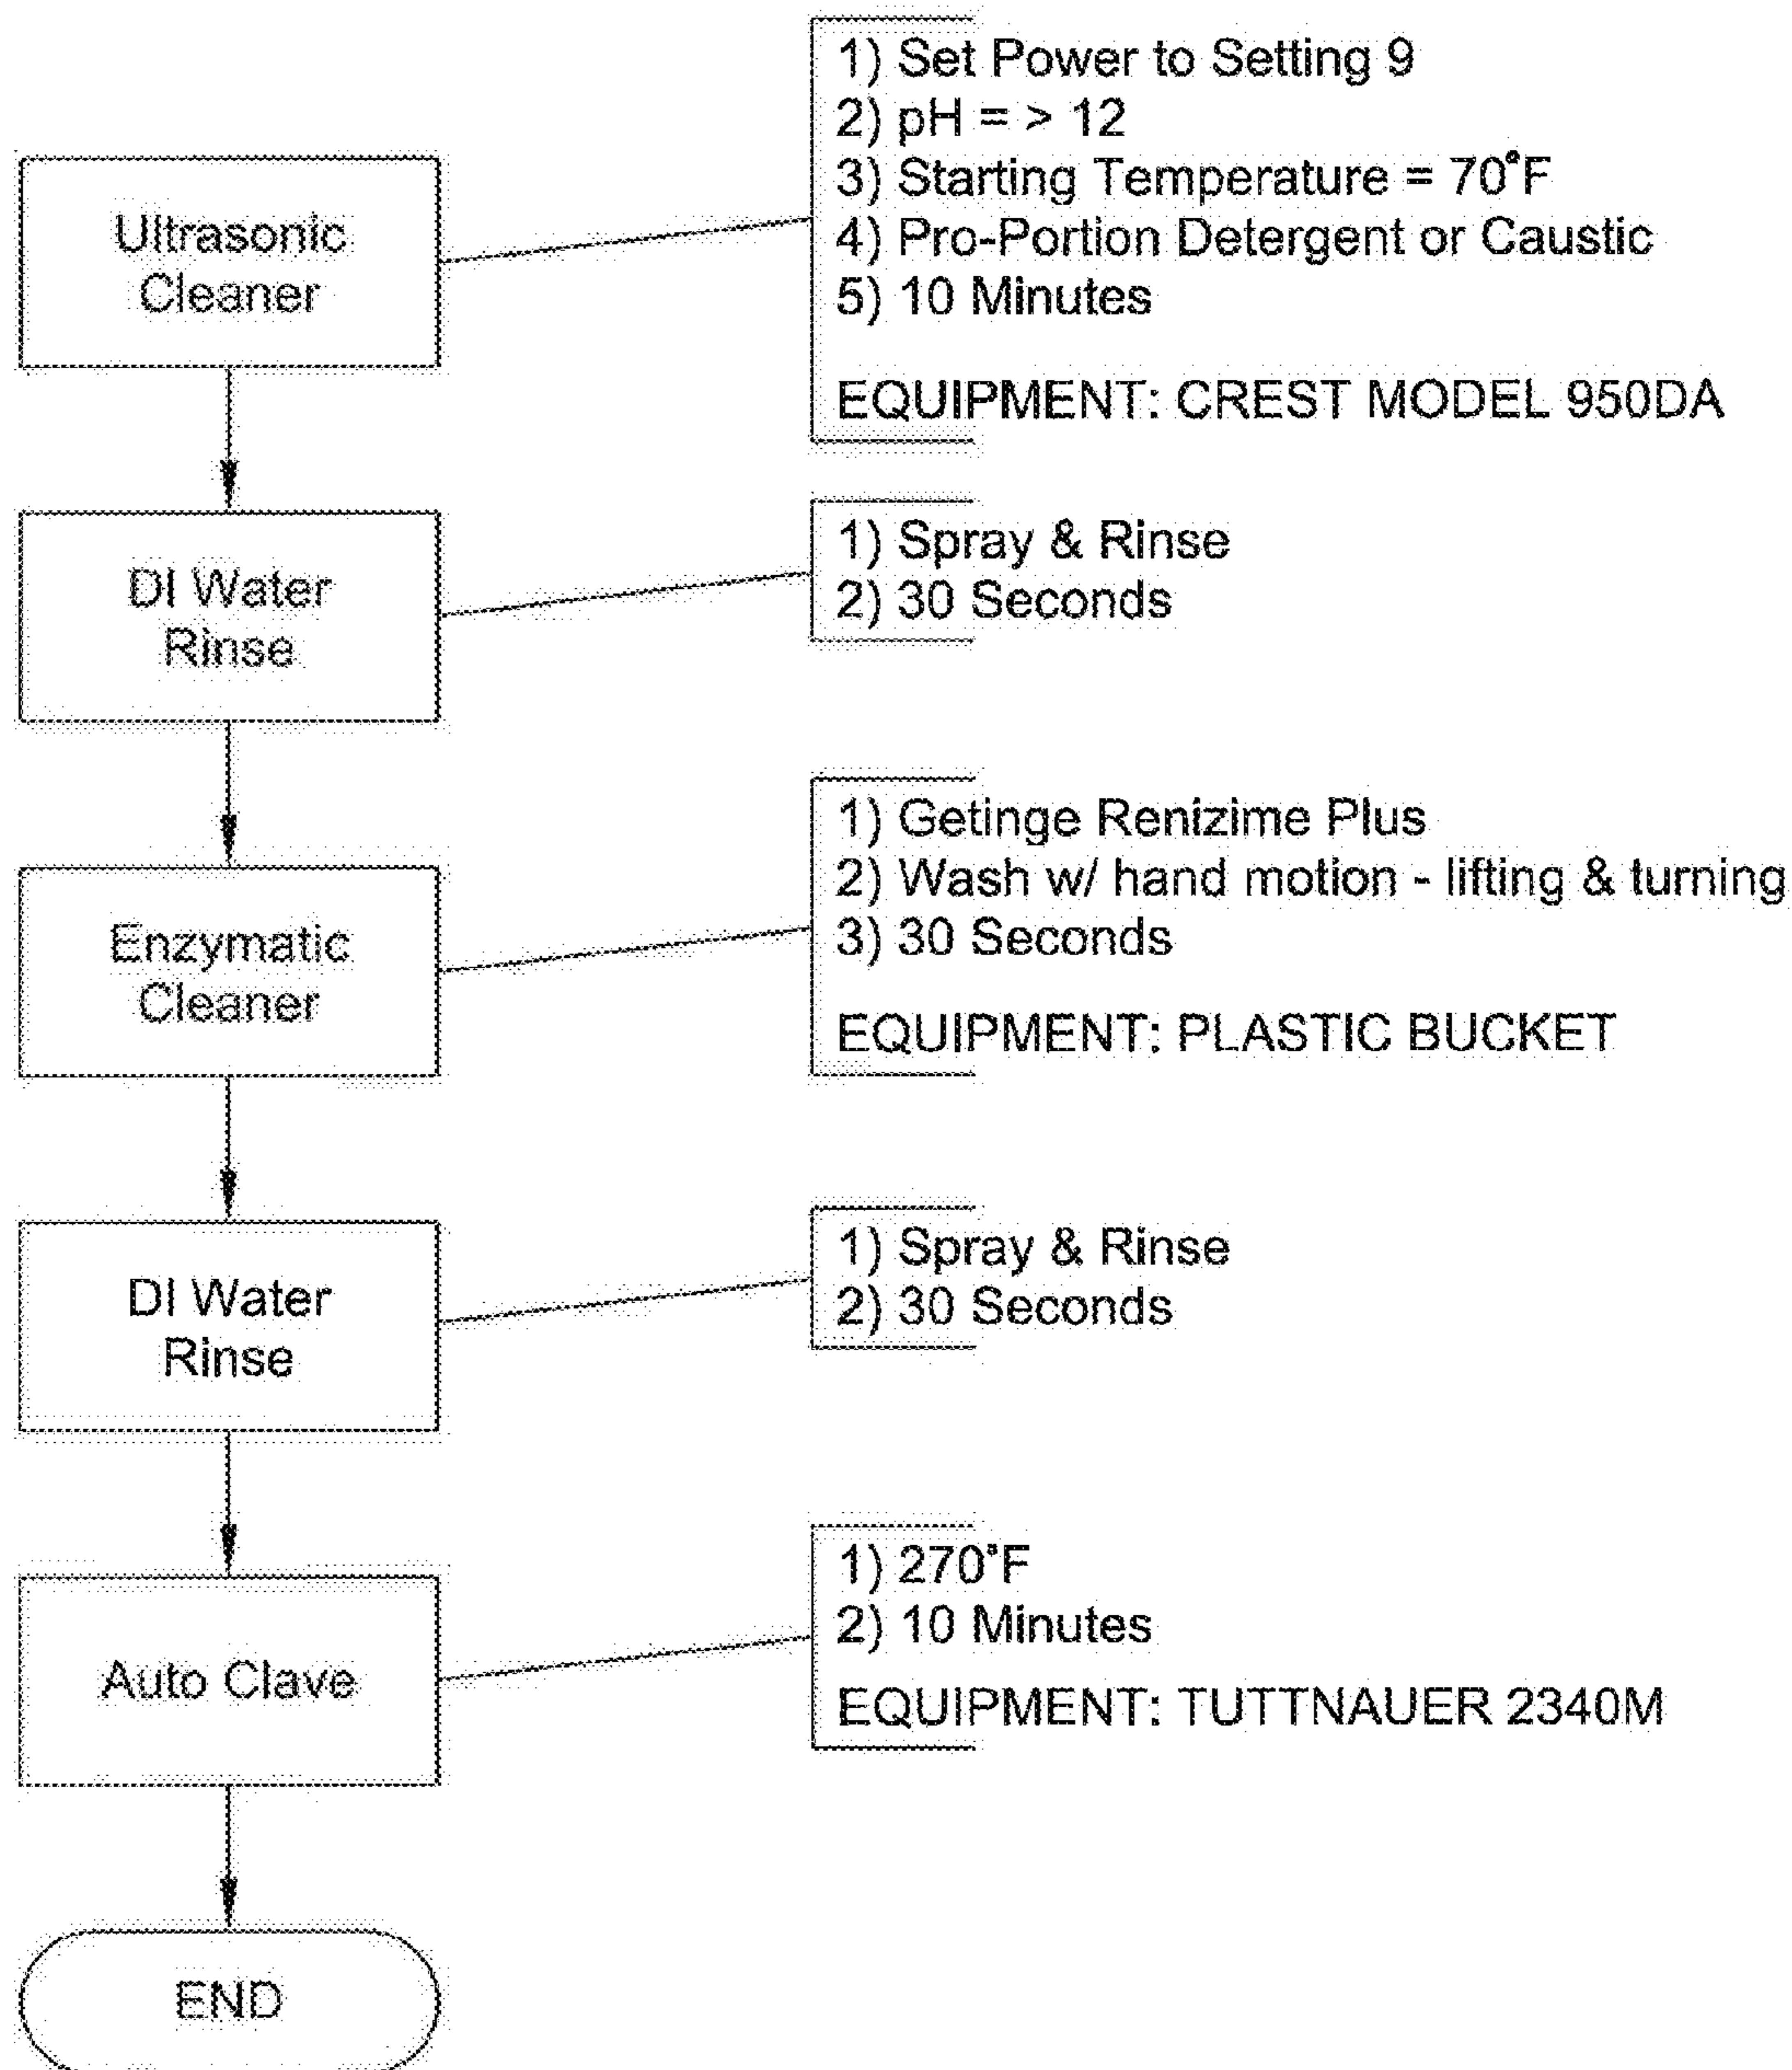 Ultrasonic
Cleaner
1) Set Power to Setting 9
2) pH = > 12
3) Starting Temperature = 70°F
4) Pro-Portion Detergent or Caustic
5) 10 Minutes
EQUIPMENT: CREST MODEL 950DA
DI Water
Rinse
1) Spray & Rinse
2) 30 Seconds
Enzymatic
Cleaner
1) Getinge Renizime Plus
2) Wash w/ hand motion - lifting & turning
3) 30 Seconds
EQUIPMENT: PLASTIC BUCKET
DI Water
Rinse
1) Spray & Rinse
2) 30 Seconds
Auto Clave
1) 270°F
2) 10 Minutes
EQUIPMENT: TUTTNAUER 2340M
END